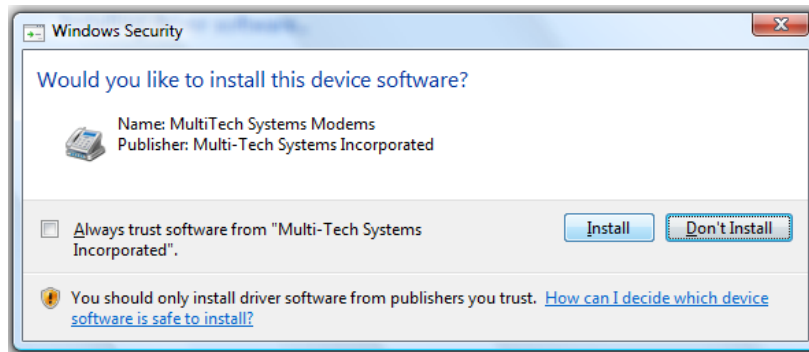 Windows Security
Would you like to install this device software?
Name: MultiTech Systems Modems
Publisher: Multi-Tech Systems Incorporated
Always trust software from "Multi-Tech Systems
Incorporated".
Install
Don't Install
You should only install driver software from publishers you trust. How can I decide which device
software is safe to install?